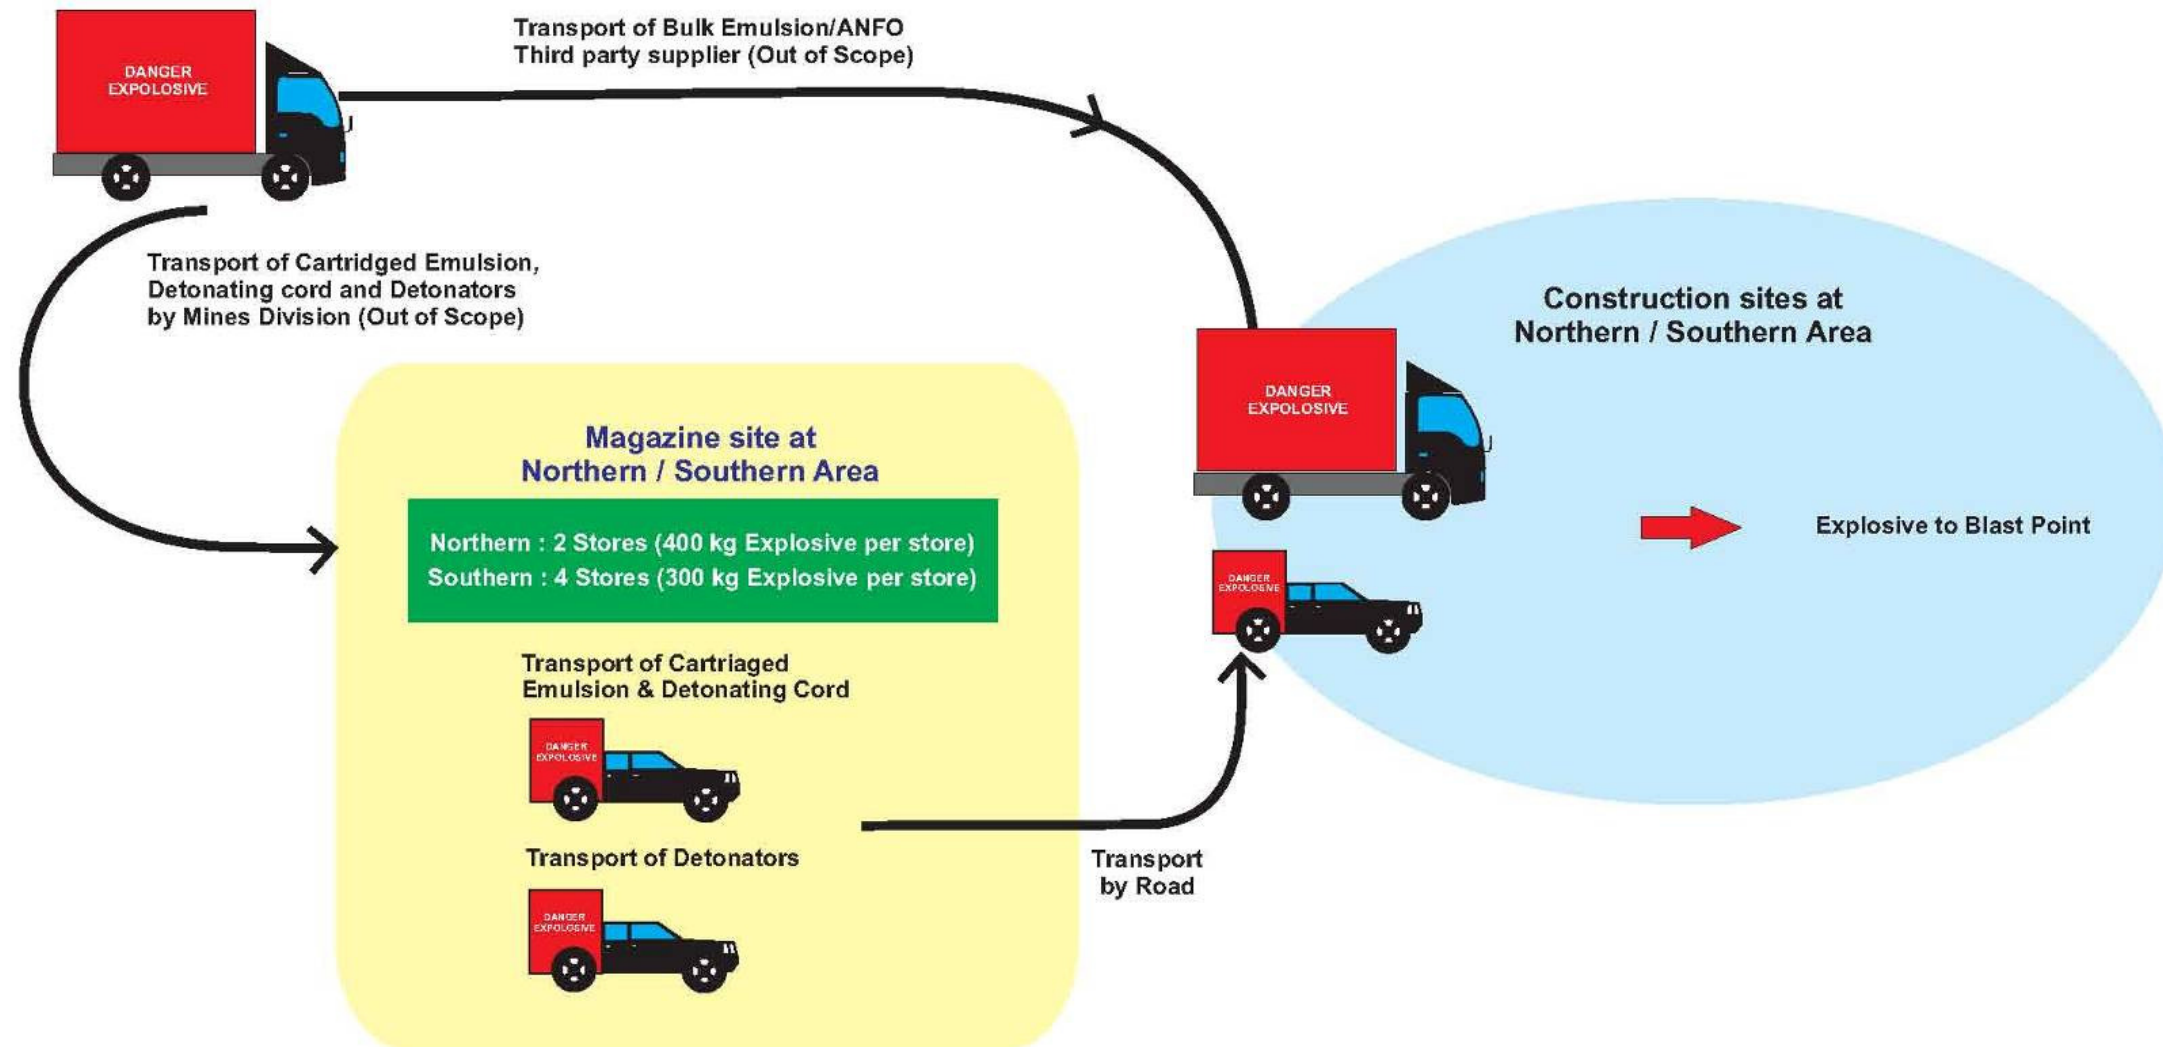 Transport of Bulk Emulsion/ANFO
Third party supplier (Out of Scope)
DANGER
EXPOLOSIVE
Transport of Cartridged Emulsion,
Detonating cord and Detonators
by Mines Division (Out of Scope)
Construction sites at
Northern / Southern Area
DANGER
EXPOLOSIVE
Explosive to Blast Point
DANGER
EXPOLOSIVE
Magazine site at
Northern / Southern Area
Northern : 2 Stores (400 kg Explosive per store)
Southern : 4 Stores (300 kg Explosive per store)
Transport of Cartriaged
Emulsion & Detonating Cord
DANGER
EXPOLOSIVE
Transport of Detonators
DANGER
EXPOLOSIVE
Transport
by Road